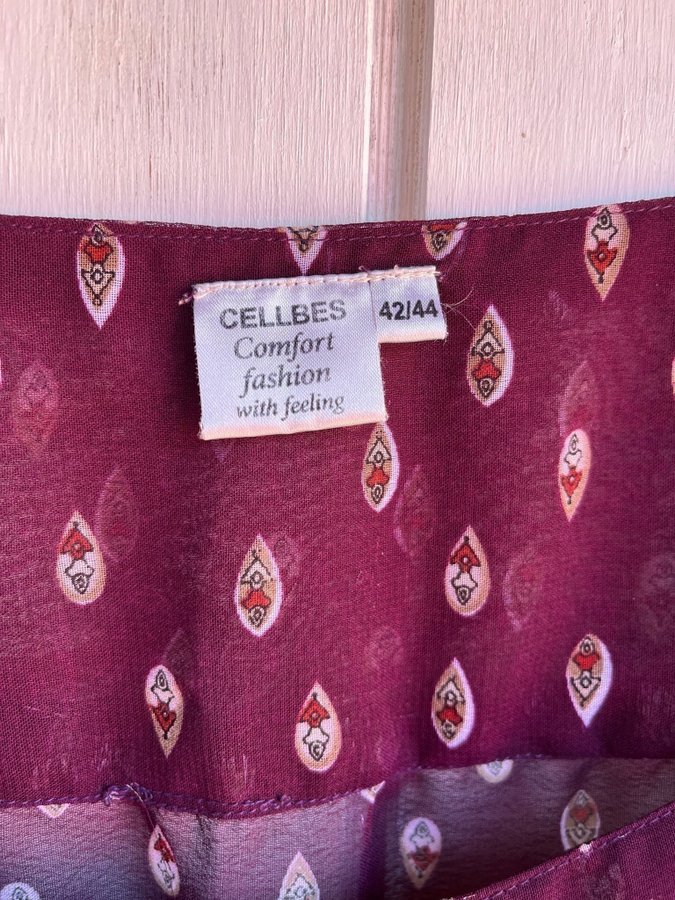 CELLBES
Comfort
fashion
with feeling
42/44